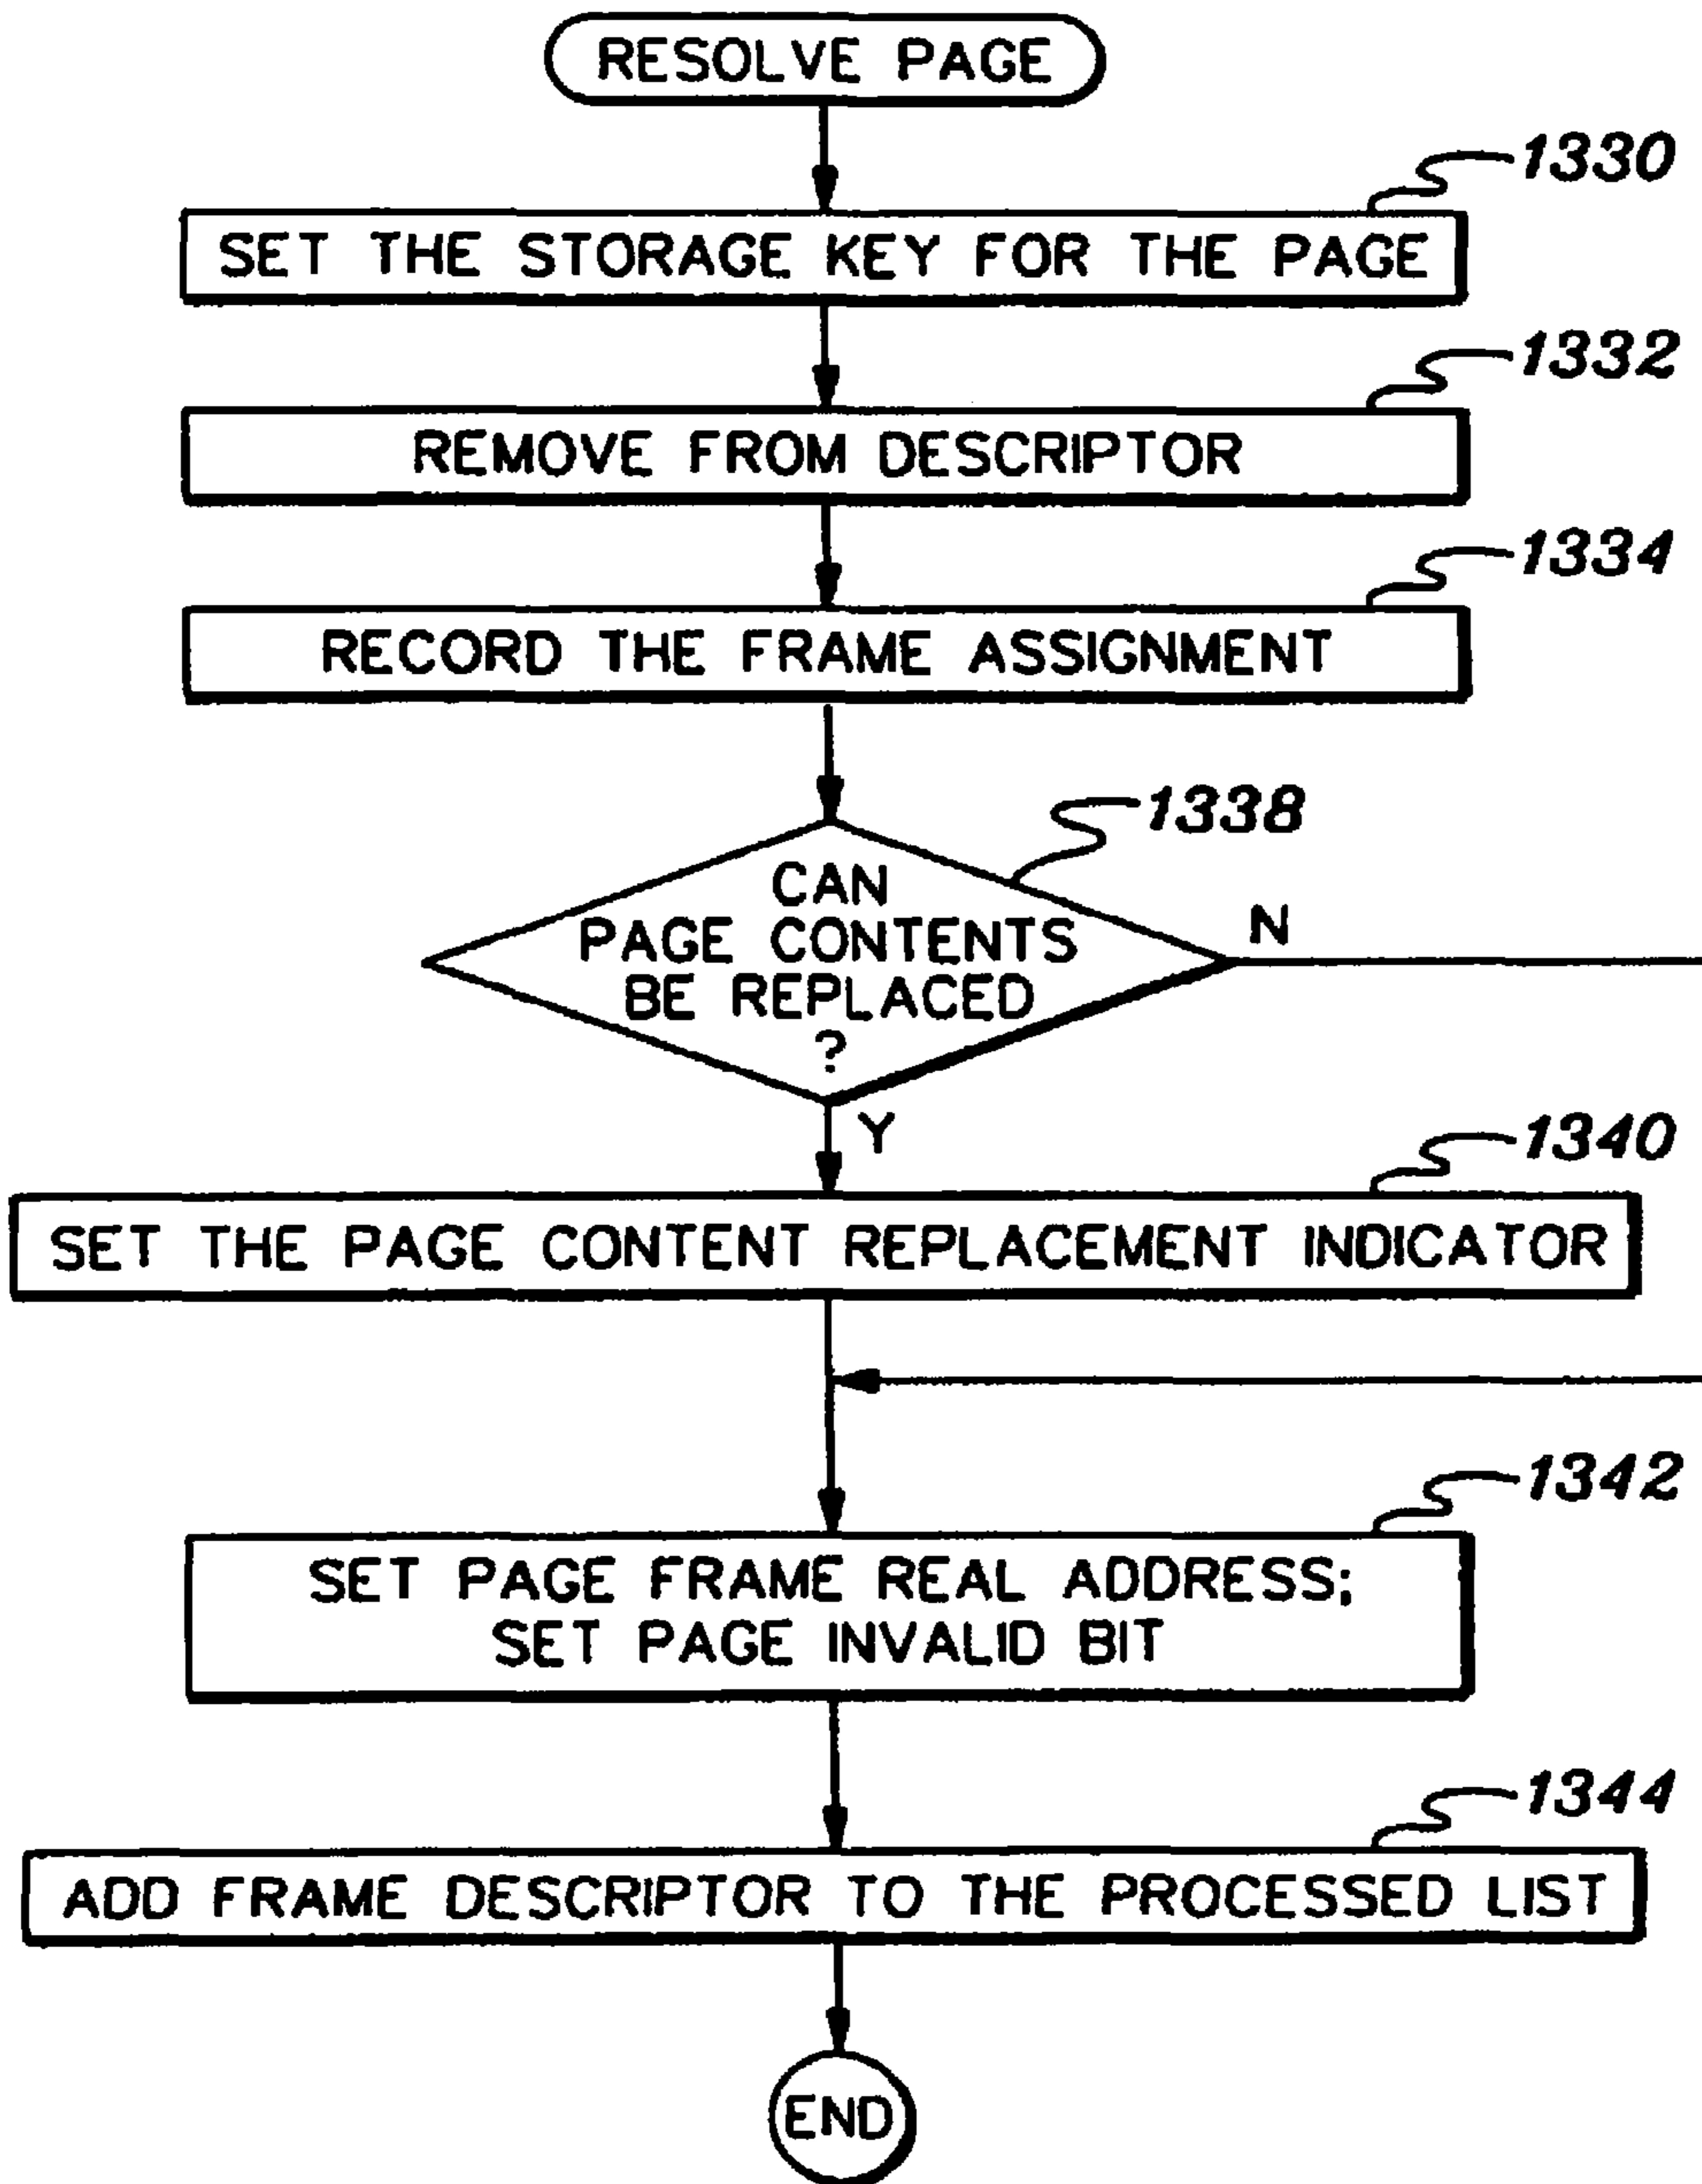 RESOLVE PAGE
1330
SET THE STORAGE KEY FOR THE PAGE
1332
REMOVE FROM DESCRIPTOR
1334
RECORD THE FRAME ASSIGNMENT
1338
CAN
PAGE CONTENTS
BE REPLACED
?
N
Y
1340
SET THE PAGE CONTENT REPLACEMENT INDICATOR
1342
SET PAGE FRAME REAL ADDRESS;
SET PAGE INVALID BIT
1344
ADD FRAME DESCRIPTOR TO THE PROCESSED LIST
END